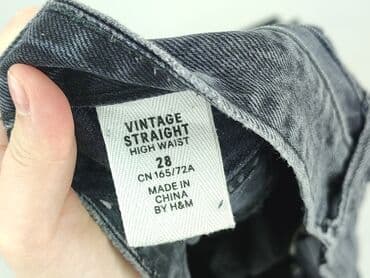 VINTAGE
STRAIGHT
HIGH WAIST
28
CN 165/72A
MADE IN
CHINA
BY H&M